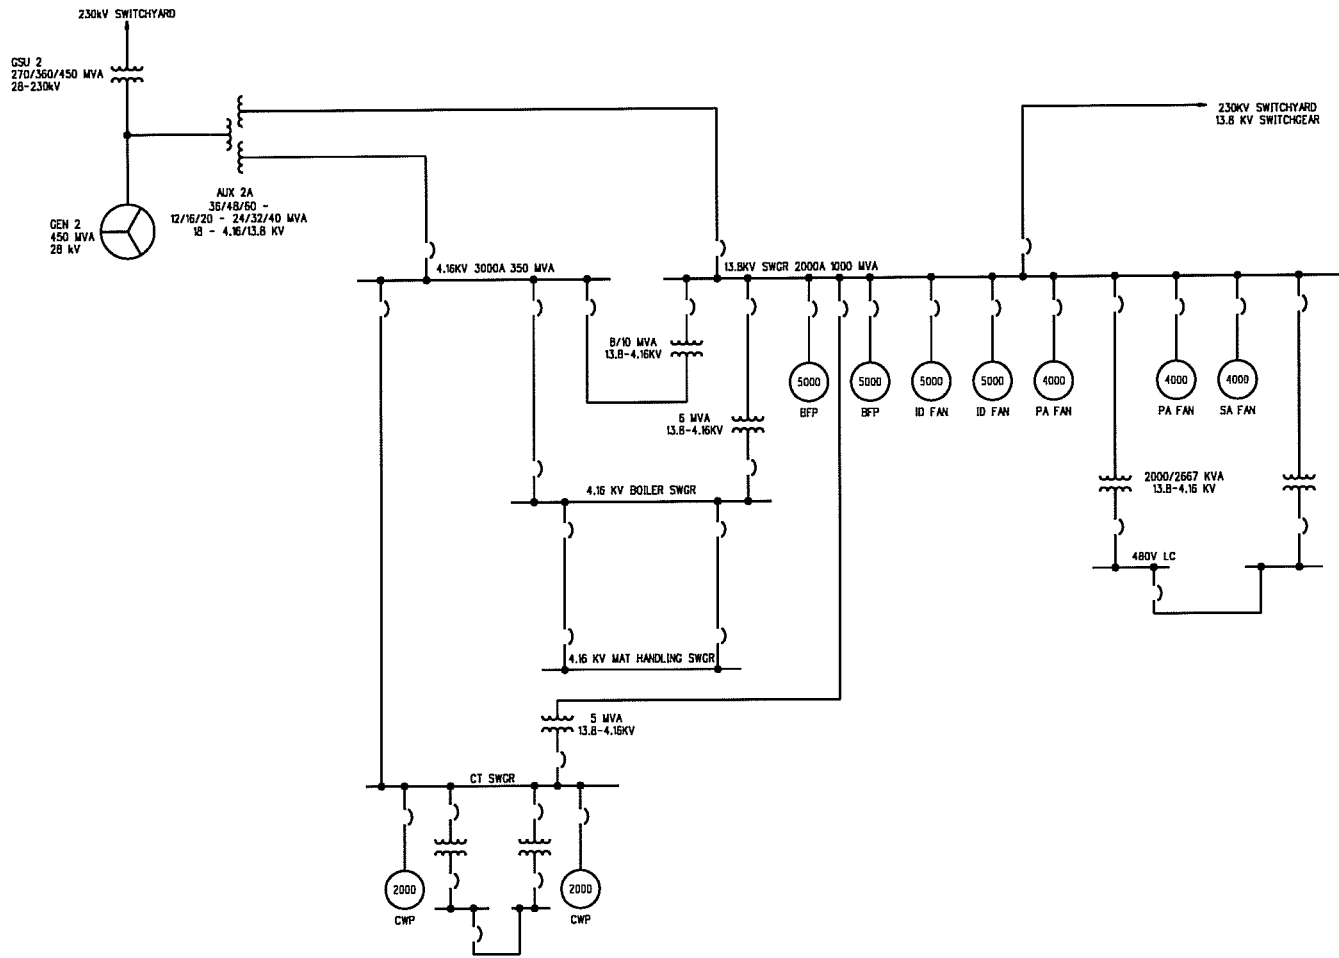 230kV SWITCHYARD
GSU 2
270/360/450 MVA
28-230kV
230KV SWITCHYARD
13.8 KV SWITCHGEAR
AUX 2A
36/48/60 -
12/16/20 - 24/32/40 MVA
18 - 4.16/13.8 KV
GEN 2
450 MVA
28 kV
4.16KV 3000A 350 MVA
13.8KV SWGR 2000A 1000 MVA
8/10 MVA
13.8-4.16KV
5000
BFP
5000
BFP
5000
ID FAN
5000
ID FAN
4000
PA FAN
4000
PA FAN
4000
SA FAN
6 MVA
13.8-4.16KV
2000/2667 KVA
13.8-4.16 KV
4.16 KV BOILER SWGR
480V LC
4.16 KV MAT HANDLING SWGR
5 MVA
13.8-4.16KV
CT SWGR
2000
CWP
2000
CWP